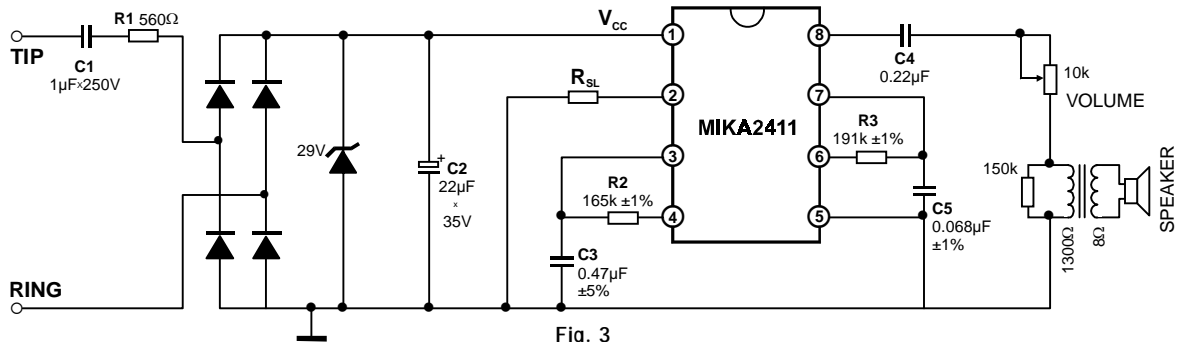 R1 560Ω
TIP
C1
1µFx250V
VCC
RSL
29V
C2
22µF
x
35V
+
R2
165k ±1%
C3
0.47µF
±5%
RING
1
2
3
4
MIKA2411
8
7
6
5
C4
0.22µF
R3
191k ±1%
C5
0.068µF
±1%
10k
VOLUME
150k
1300Ω
8Ω
SPEAKER
Fig. 3